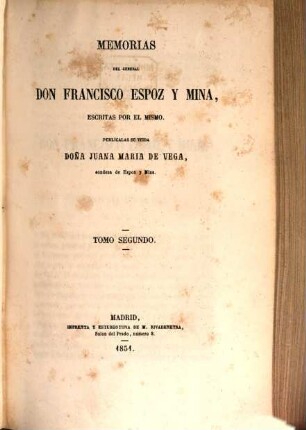 MEMORIAS
DEL GENERAL
DON FRANCISCO ESPOZ Y MINA,
ESCRITAS POR EL MISMO.
PUBLICALAS SU VIUDA
DOÑA JUANA MARIA DE VEGA,
condesa de Espoz y Mina.
TOMO SEGUNDO.
MADRID,
IMPRENTA Y ESTEREOTIPIA DE M. RIVADENEYRA,
Salon del Prado, número 8.
1851.